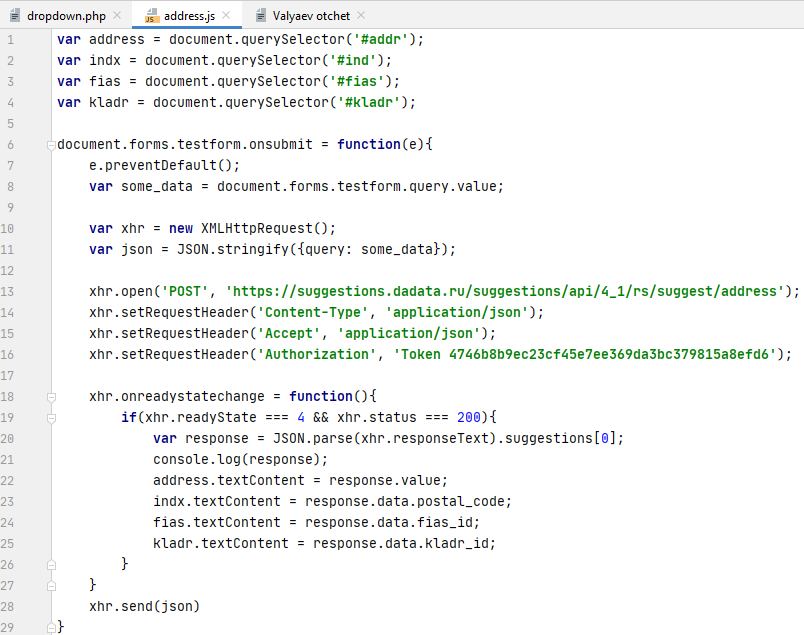 dropdown.php address.js Valyaev otchet
1 var address = document.querySelector('#addr');
2 var indx = document.querySelector('#ind');
3 var fias = document.querySelector('#fias');
4 var kladr = document.querySelector('#kladr');
5
6 document.forms.testform.onsubmit = function(e){
7 e.preventDefault();
8 var some_data = document.forms.testform.query.value;
9
10 var xhr = new XMLHttpRequest();
11 var json = JSON.stringify({query: some_data});
12
13 xhr.open('POST', 'https://suggestions.dadata.ru/suggestions/api/4_1/rs/suggest/address');
14 xhr.setRequestHeader('Content-Type', 'application/json');
15 xhr.setRequestHeader('Accept', 'application/json');
16 xhr.setRequestHeader('Authorization', 'Token 4746b8b9ec23cf45e7ee369da3bc379815a8efd6');
17
18 xhr.onreadystatechange = function(){
19 if(xhr.readyState === 4 && xhr.status === 200){
20 var response = JSON.parse(xhr.responseText).suggestions[0];
21 console.log(response);
22 address.textContent = response.value;
23 indx.textContent = response.data.postal_code;
24 fias.textContent = response.data.fias_id;
25 kladr.textContent = response.data.kladr_id;
26 }
27 }
28 xhr.send(json)
29 }